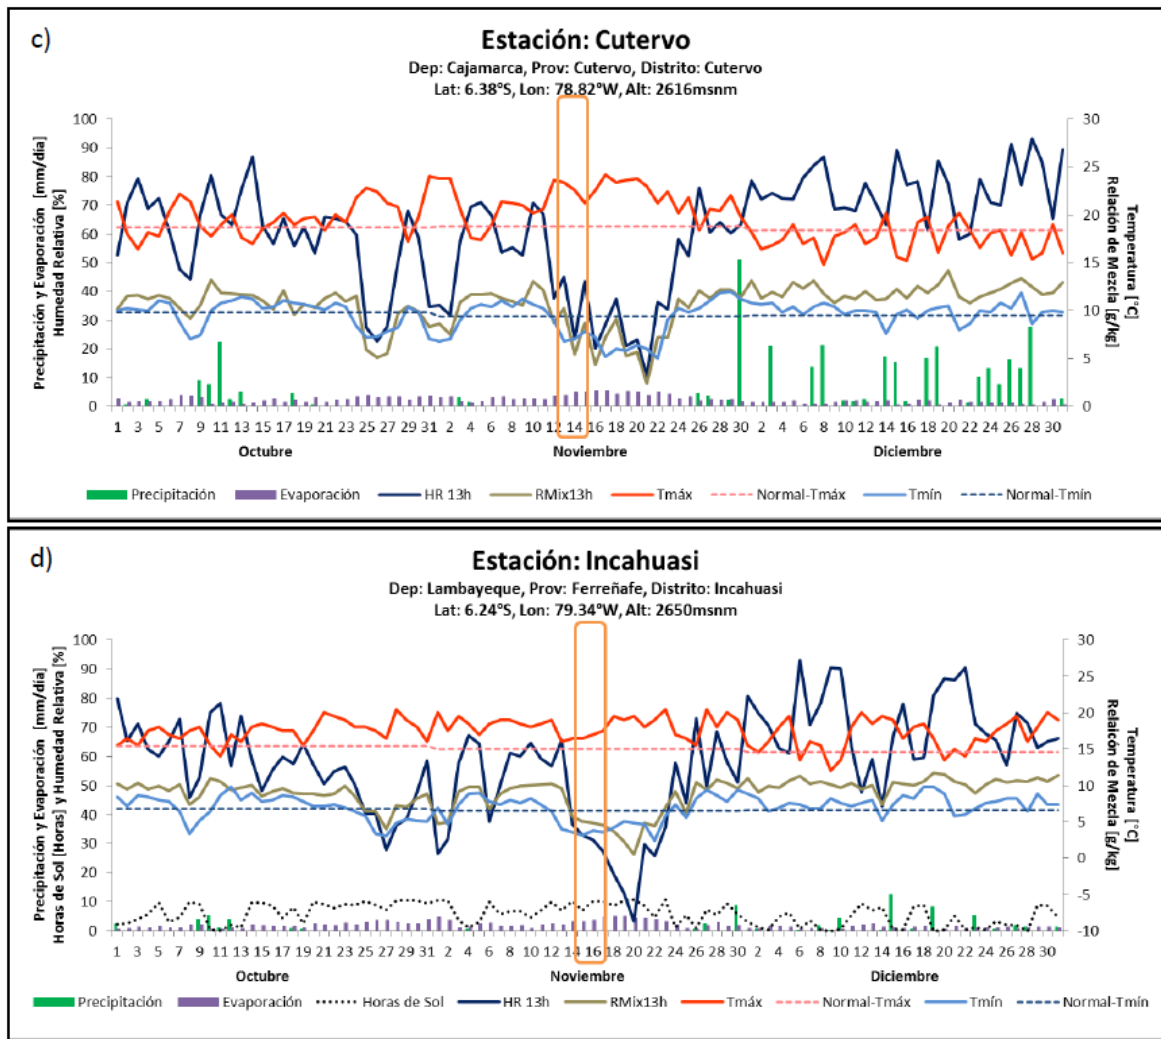 c)
Estación: Cutervo
Dep: Cajamarca, Prov: Cutervo, Distrito: Cutervo
Lat: 6.38°S, Lon: 78.82°W, Alt: 2616msnm
Precipitación y Evaporación [mm/día]
Humedad Relativa [%]
100
90
80
70
60
50
40
30
20
10
0
30
25
20
15
10
5
0
Temperatura [°C]
Relación de Mezcla [g/kg]
1 3 5 7 9 11 13 15 17 19 21 23 25 27 29 31 2 4 6 8 10 12 14 16 18 20 22 24 26 28 30 2 4 6 8 10 12 14 16 18 20 22 24 26 28 30
Octubre Noviembre Diciembre
Precipitación Evaporación HR 13h RMix13h Tmáx Normal-Tmáx Tmín Normal-Tmín
d)
Estación: Incahuasi
Dep: Lambayeque, Prov: Ferreñafe, Distrito: Incahuasi
Lat: 6.24°S, Lon: 79.34°W, Alt: 2650msnm
Precipitación y Evaporación [mm/día]
Horas de Sol [Horas] y Humedad Relativa [%]
100
90
80
70
60
50
40
30
20
10
0
30
25
20
15
10
5
0
-5
-10
Temperatura [°C]
Relaicón de Mezcla [g/kg]
1 3 5 7 9 11 13 15 17 19 21 23 25 27 29 31 2 4 6 8 10 12 14 16 18 20 22 24 26 28 30 2 4 6 8 10 12 14 16 18 20 22 24 26 28 30
Octubre Noviembre Diciembre
Precipitación Evaporación Horas de Sol HR 13h RMix13h Tmáx Normal-Tmáx Tmín Normal-Tmín